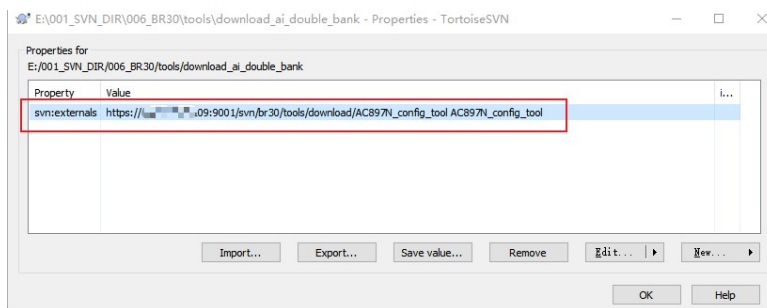 E:\001_SVN_DIR\006_BR30\tools\download_ai_double_bank - Properties - TortoiseSVN
Properties for
E:/001_SVN_DIR/006_BR30/tools/download_ai_double_bank
Property Value i...
svn:externals https://09:9001/svn/br30/tools/download/AC897N_config_tool AC897N_config_tool
Import... Export... Save value... Remove Edit... New...
OK Help